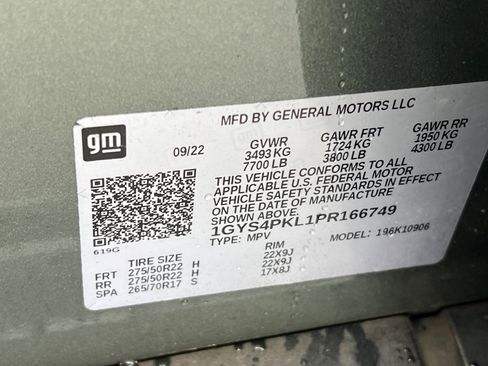 gm
MFD BY GENERAL MOTORS LLC
09/22
GVWR GAWR FRT GAWR RR
3493 KG 1724 KG 1950 KG
7700 LB 3800 LB 4300 LB
THIS VEHICLE CONFORMS TO ALL
APPLICABLE U.S. FEDERAL MOTOR
VEHICLE SAFETY STANDARDS IN EFFECT
ON THE DATE OF MANUFACTURE
1GYS4PKL1PR166749
TYPE: MPV MODEL: 196K10906
619G
TIRE SIZE RIM
FRT 275/50R22 H 22X9J
RR 275/50R22 H 22X9J
SPA 265/70R17 S 17X8J